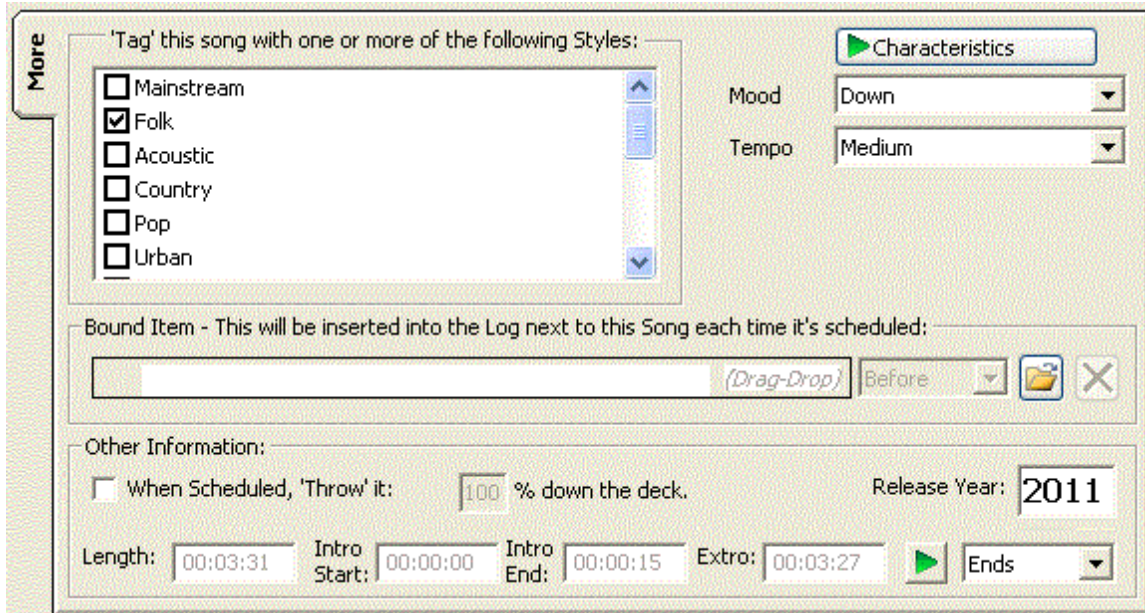 More
'Tag' this song with one or more of the following Styles:
Mainstream
Folk
Acoustic
Country
Pop
Urban
Characteristics
Mood
Down
Tempo
Medium
Bound Item - This will be inserted into the Log next to this Song each time it's scheduled:
(Drag-Drop)
Before
Other Information:
When Scheduled, 'Throw' it:
100
% down the deck.
Release Year:
2011
Length:
00:03:31
Intro
Start:
00:00:00
Intro
End:
00:00:15
Extro:
00:03:27
Ends